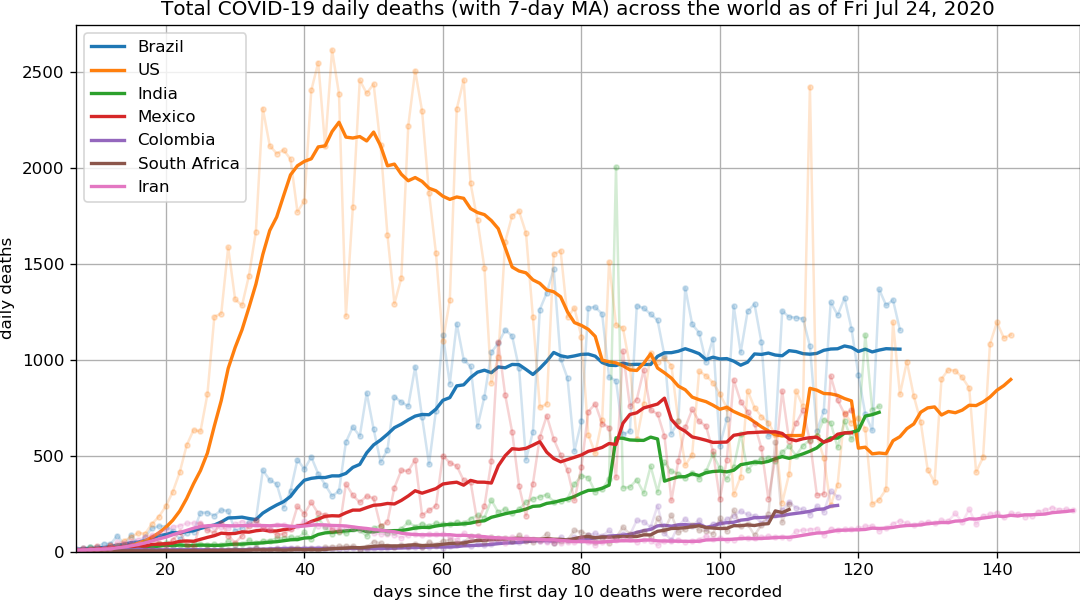 Total COVID-19 daily deaths (with 7-day MA) across the world as of Fri Jul 24, 2020
Brazil
US
India
Mexico
Colombia
South Africa
Iran
2500
2000
1500
1000
500
0
daily deaths
20 40 60 80 100 120 140
days since the first day 10 deaths were recorded